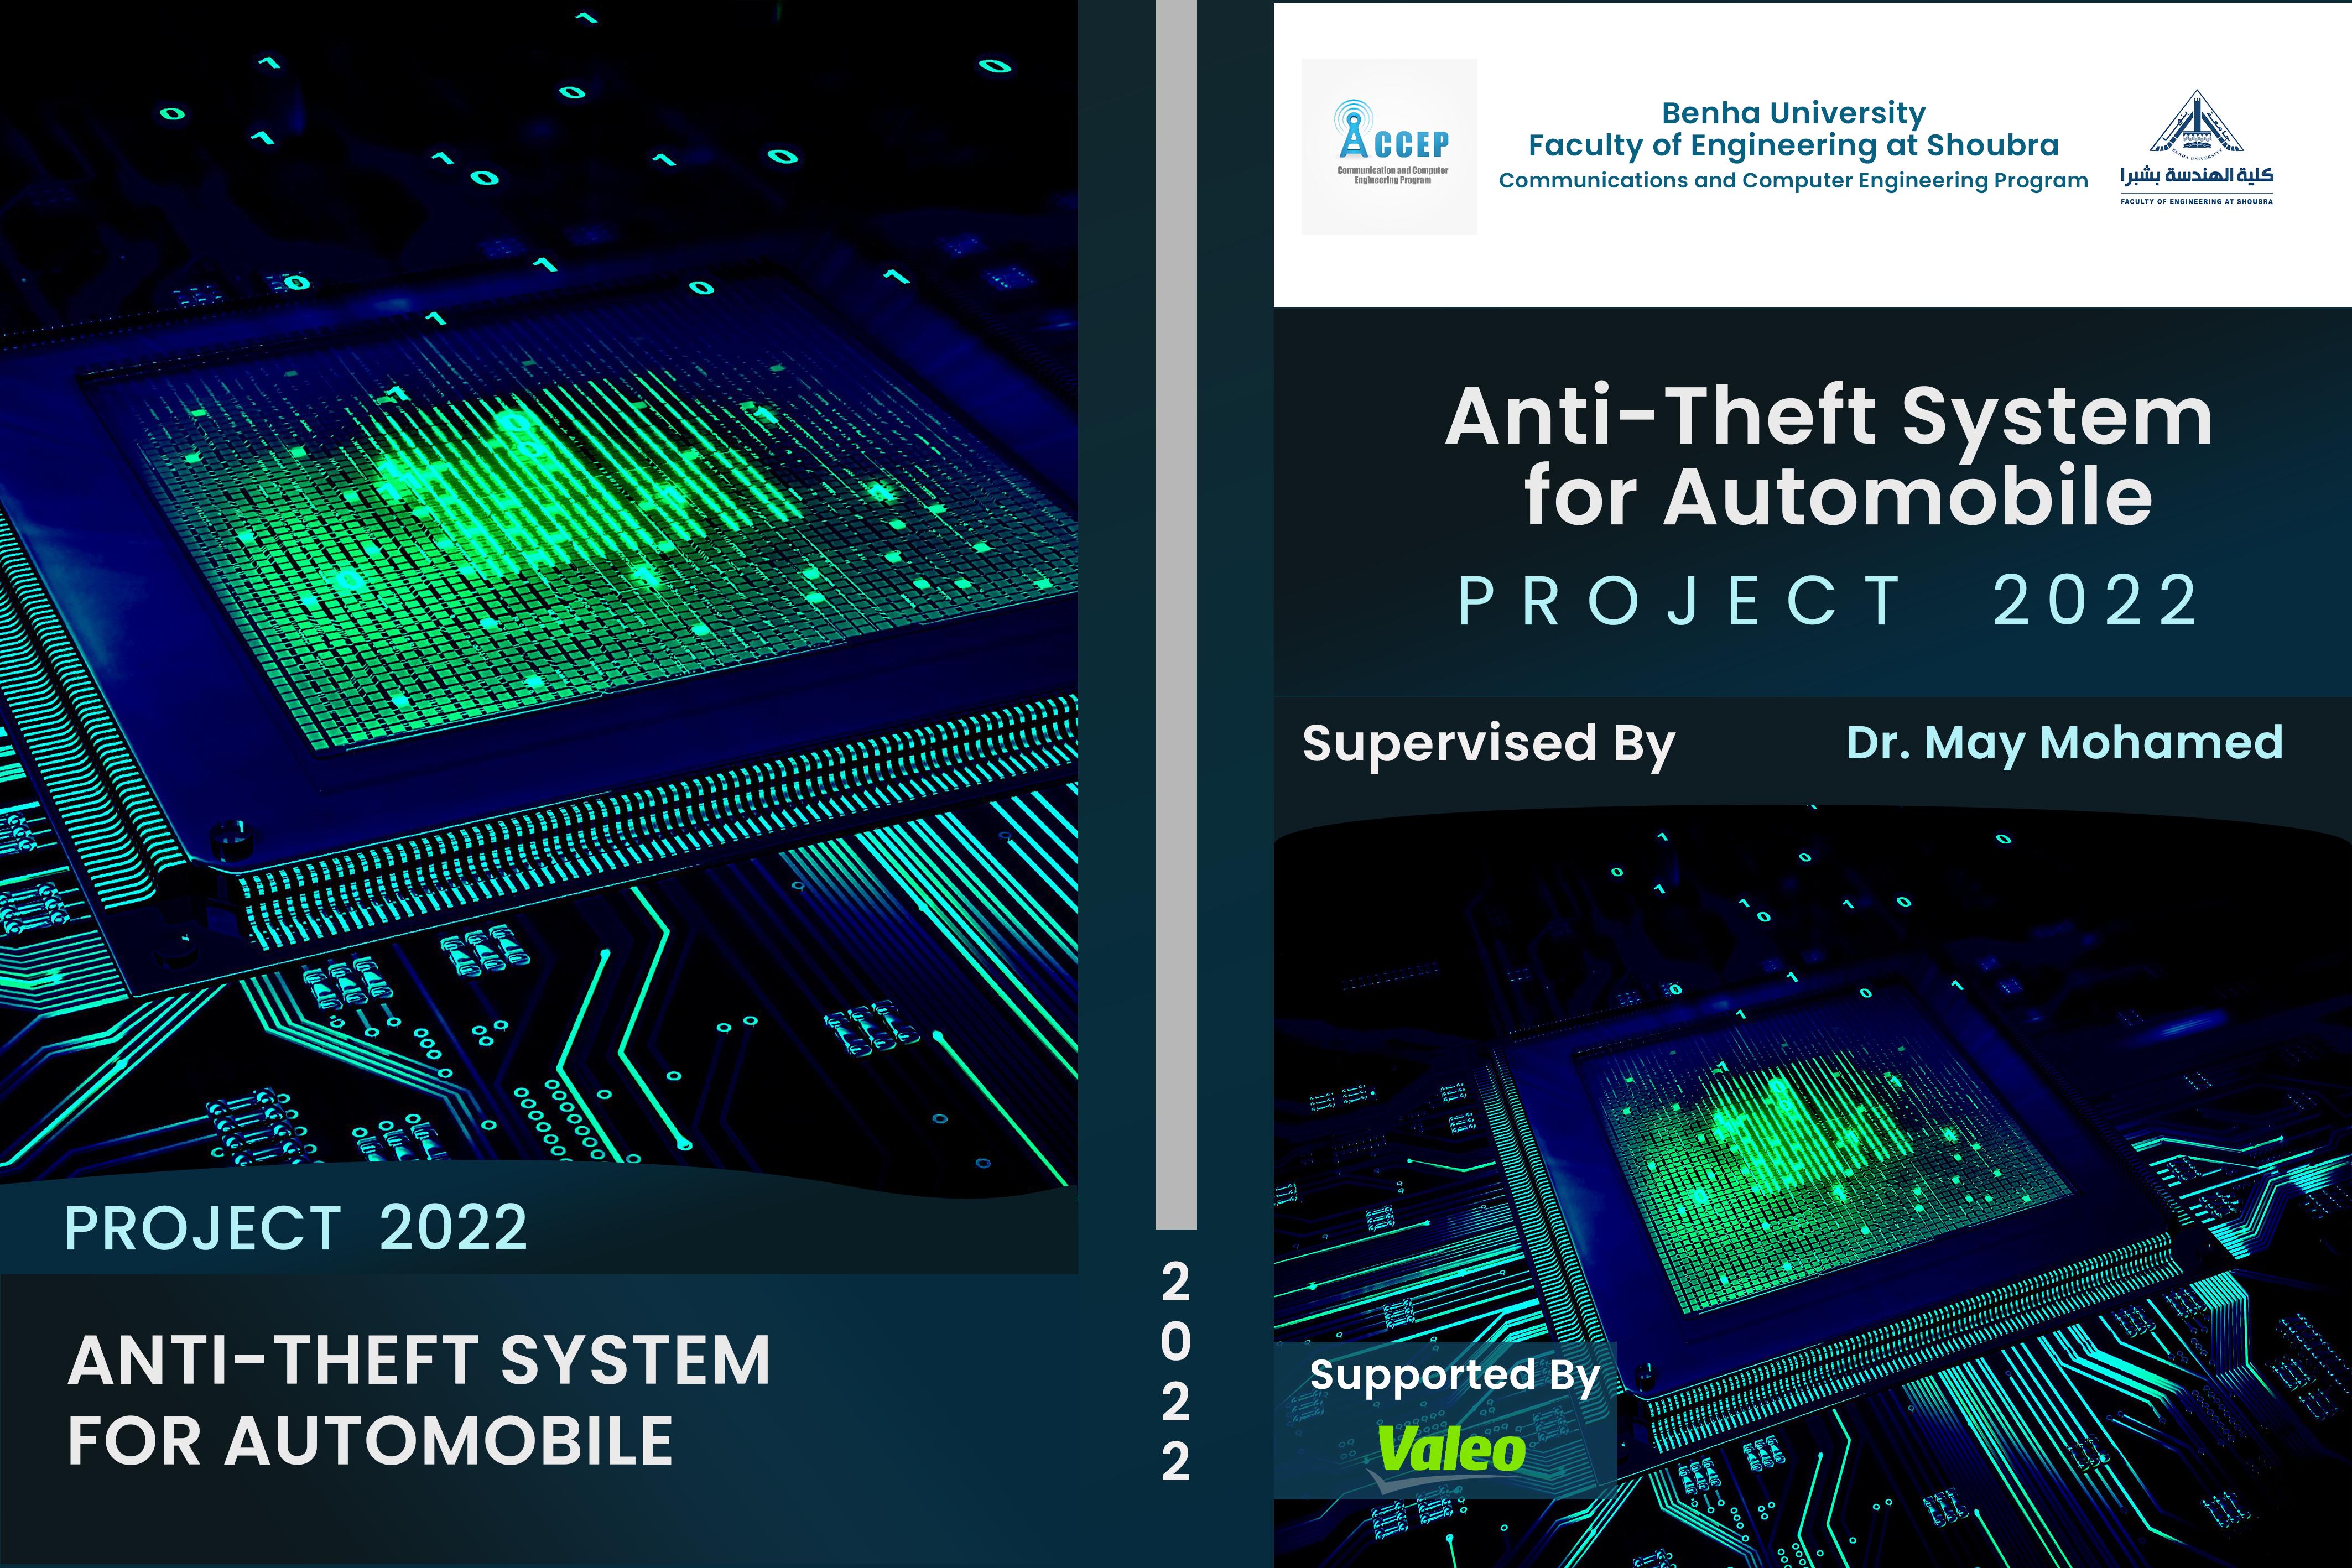 PROJECT 2022
ANTI-THEFT SYSTEM
FOR AUTOMOBILE
2
0
2
2
ACCEP
Communication and Computer
Engineering Program
Benha University
Faculty of Engineering at Shoubra
Communications and Computer Engineering Program
BENHA UNIVERSITY
كلية الهندسة بشبرا
FACULTY OF ENGINEERING AT SHOUBRA
Anti-Theft System
for Automobile
PROJECT 2022
Supervised By
Dr. May Mohamed
Supported By
Valeo